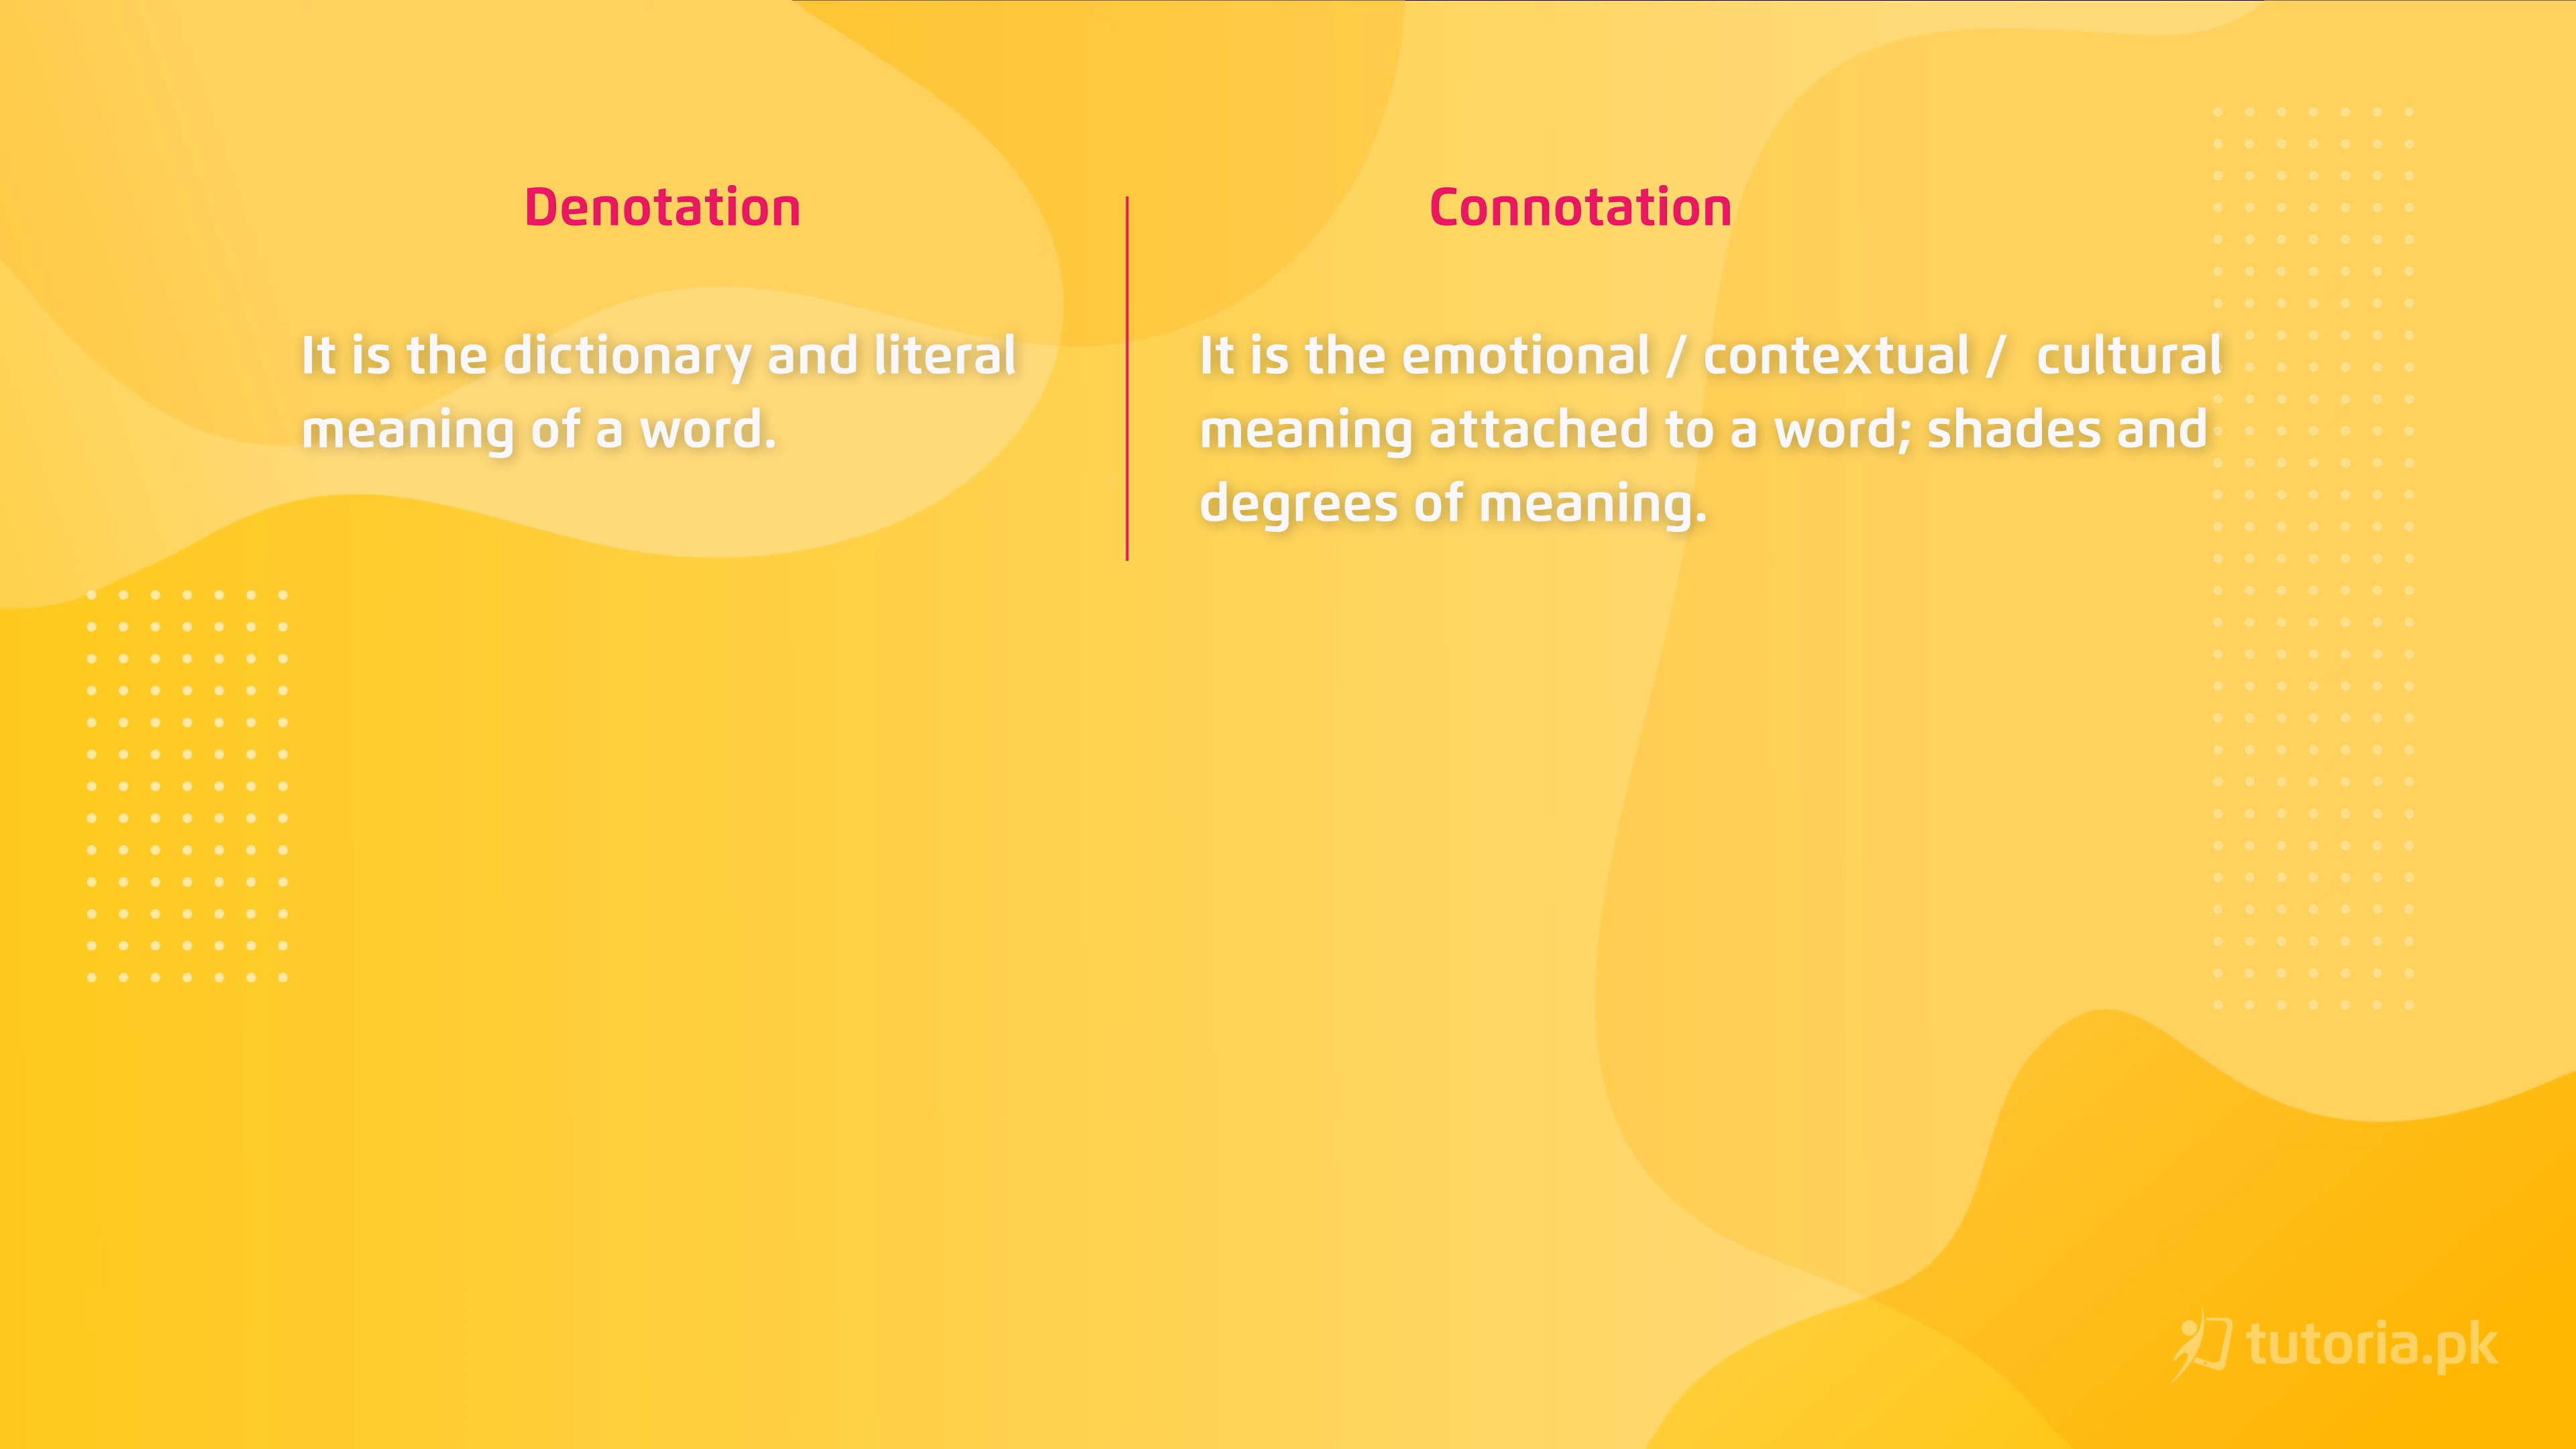 Denotation
It is the dictionary and literal
meaning of a word.
Connotation
It is the emotional / contextual / cultural
meaning attached to a word; shades and
degrees of meaning.
tutoria.pk